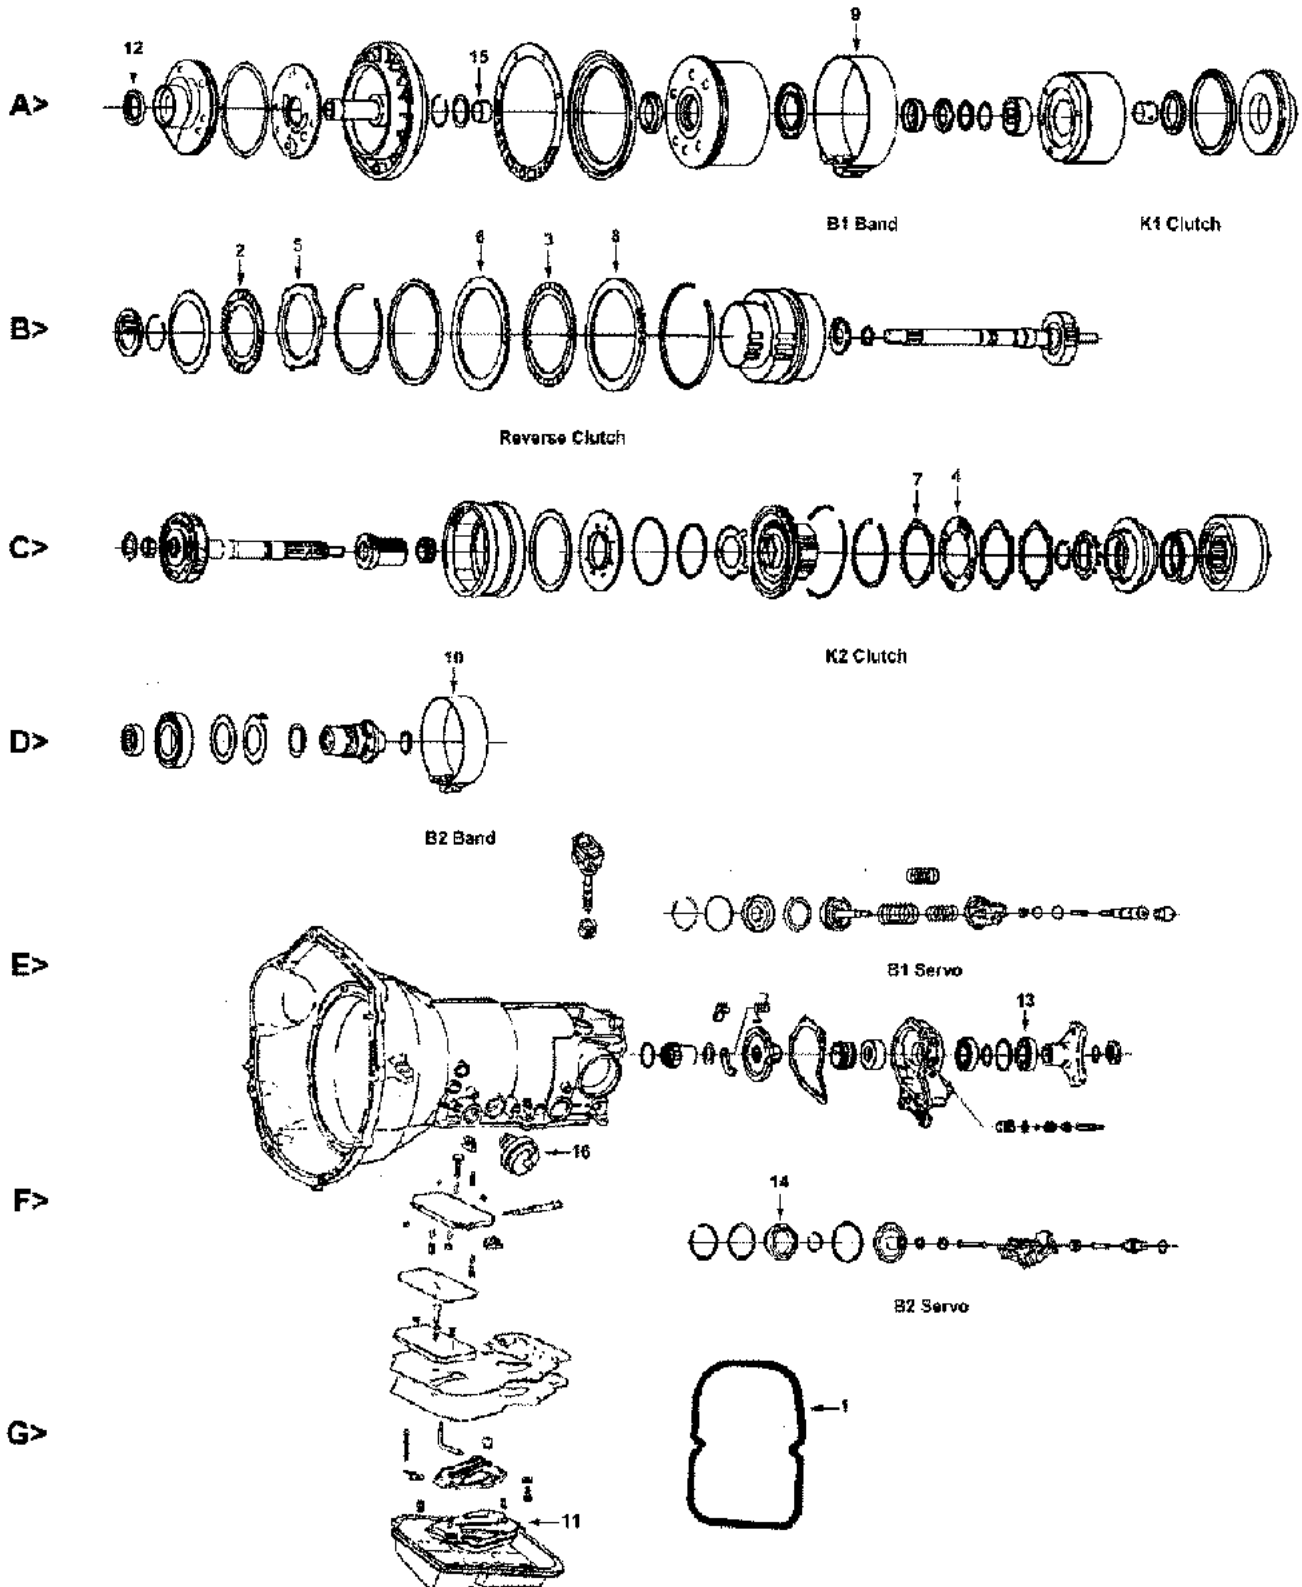 9
12
15
A>
B1 Band
K1 Clutch
2
5
6
3
8
B>
Reverse Clutch
7
4
C>
K2 Clutch
10
D>
B2 Band
E>
B1 Servo
13
16
F>
14
B2 Servo
1
G>
11